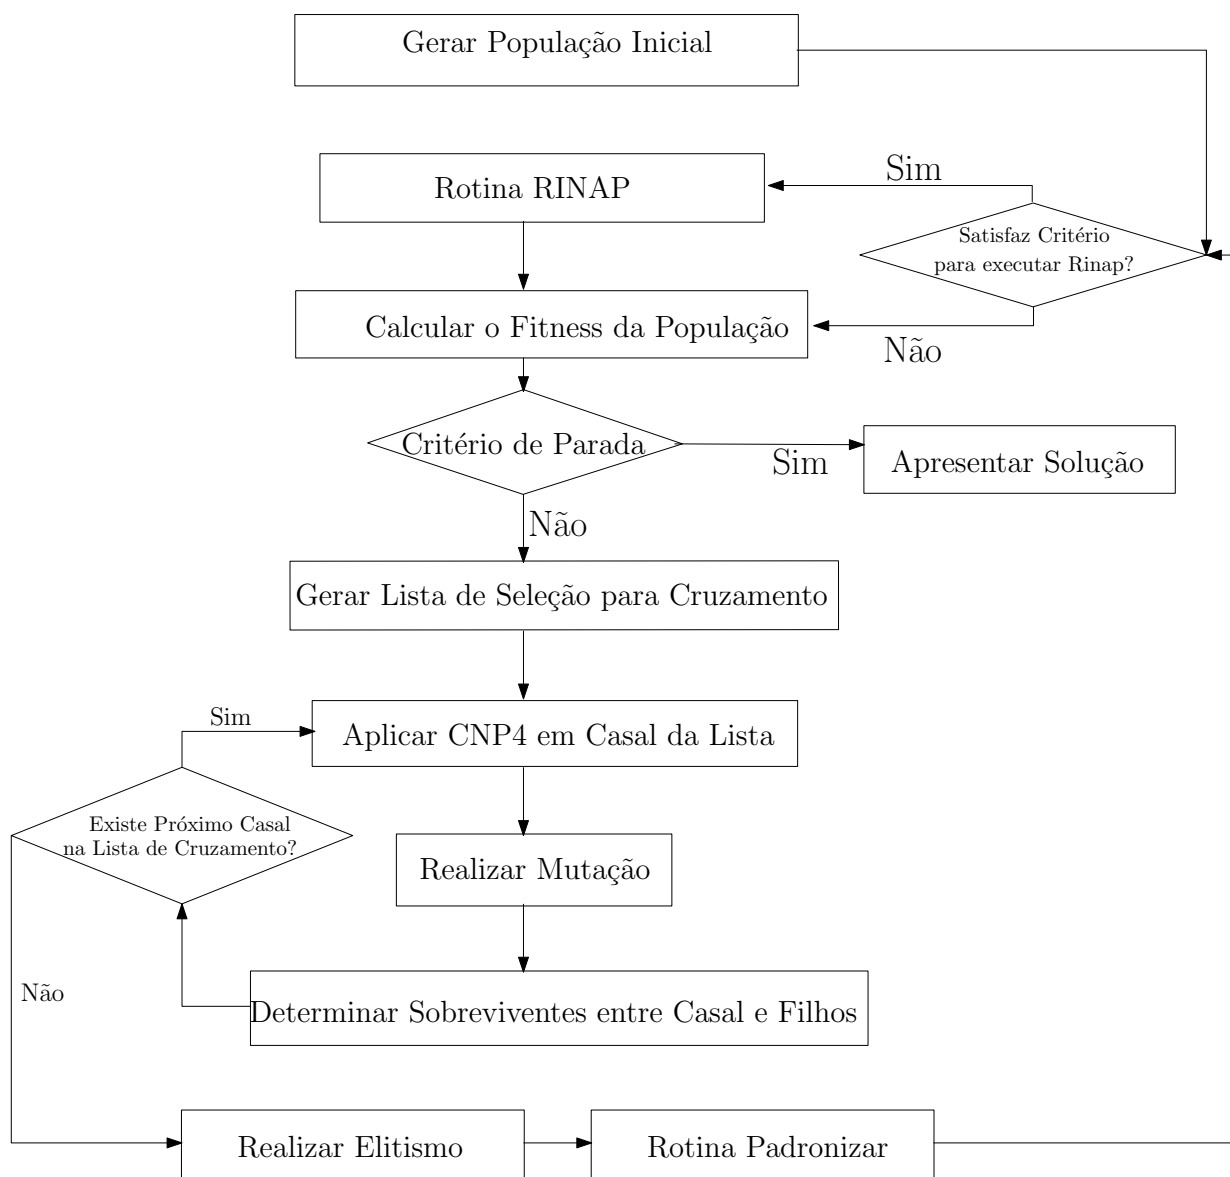 Gerar População Inicial
Sim
Rotina RINAP
Satisfaz Critério
para executar Rinap?
Calcular o Fitness da População
Não
Critério de Parada
Sim
Apresentar Solução
Não
Gerar Lista de Seleção para Cruzamento
Sim
Aplicar CNP4 em Casal da Lista
Existe Próximo Casal
na Lista de Cruzamento?
Realizar Mutação
Não
Determinar Sobreviventes entre Casal e Filhos
Realizar Elitismo
Rotina Padronizar